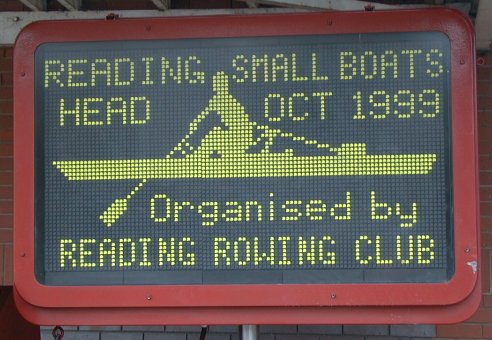 READING SMALL BOATS
HEAD OCT 1999
Organised by
READING ROWING CLUB